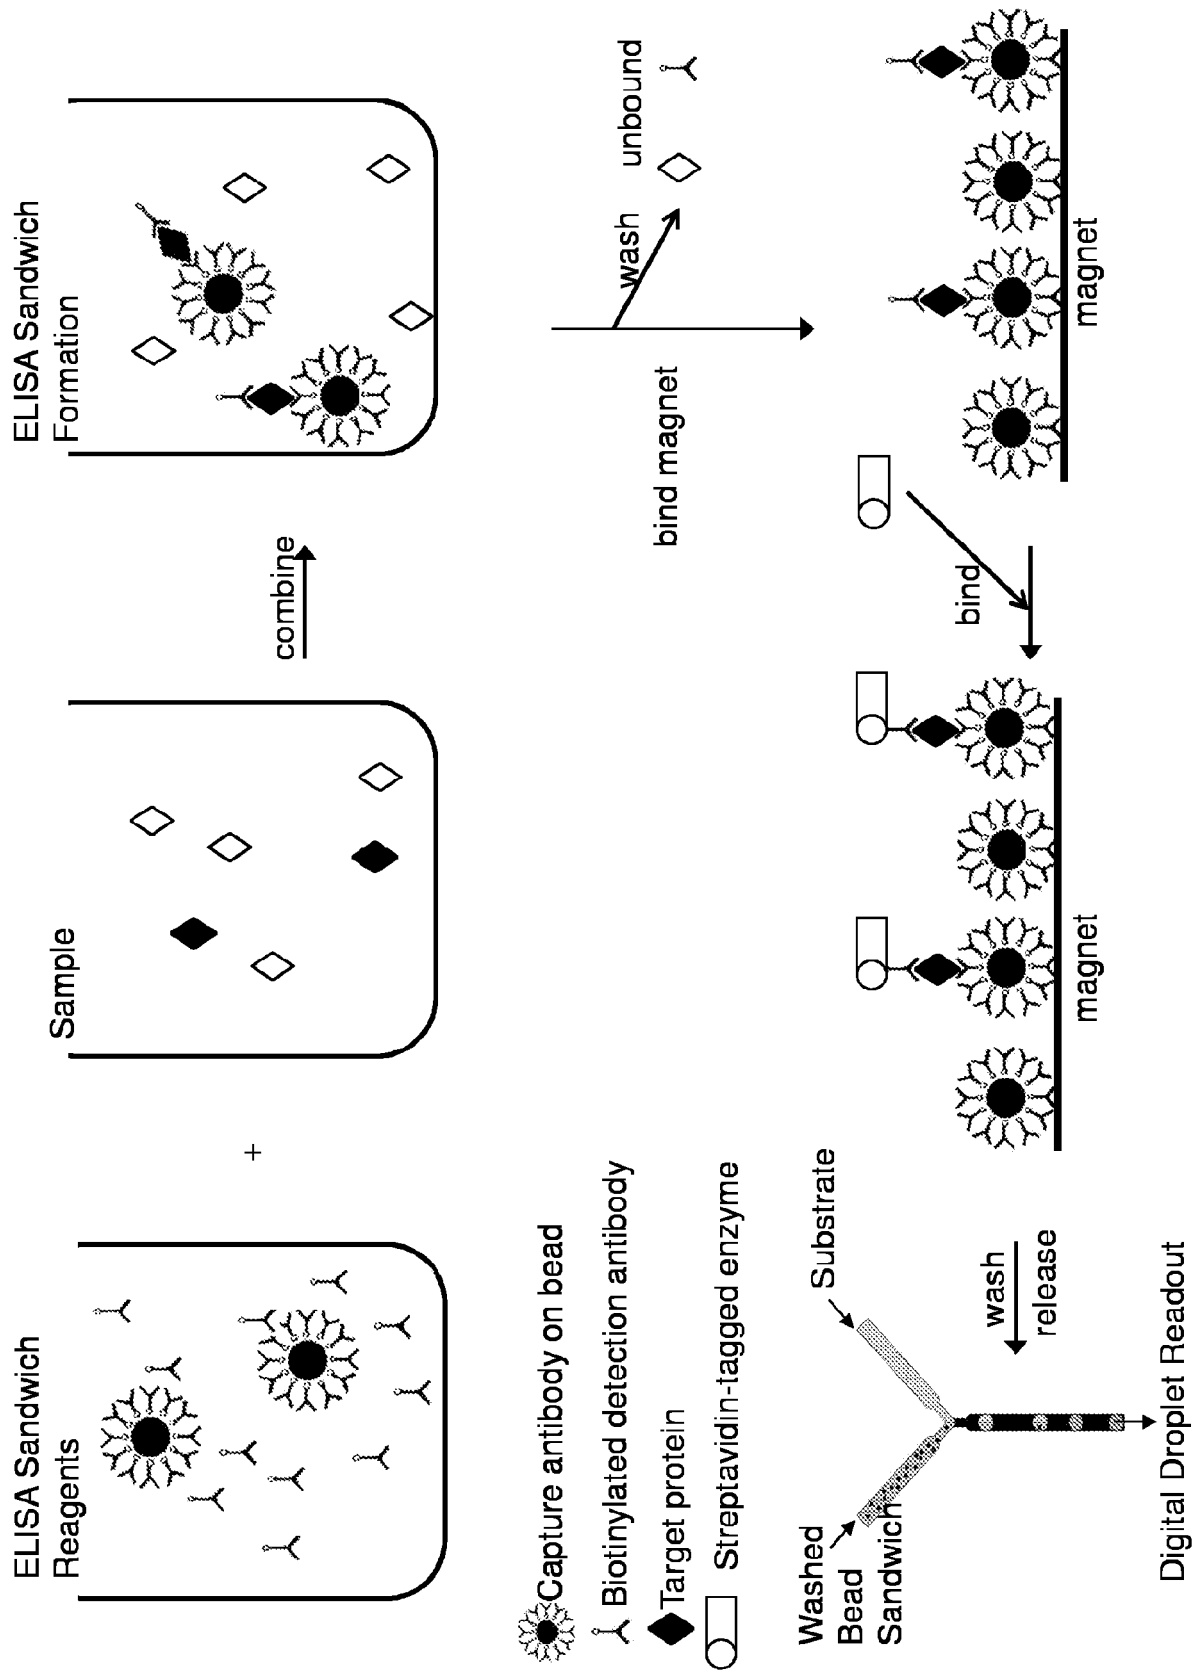 ELISA Sandwich
Reagents
+
Sample
combine
ELISA Sandwich
Formation
Capture antibody on bead
Biotinylated detection antibody
Target protein
Streptavidin-tagged enzyme
bind magnet
wash
unbound
magnet
bind
magnet
wash
release
Washed
Bead
Sandwich
Substrate
Digital Droplet Readout